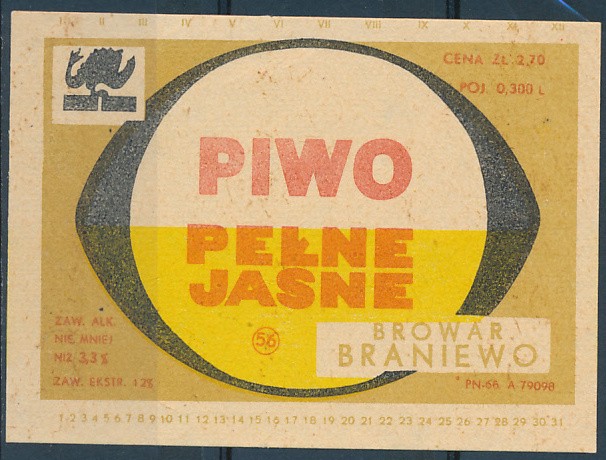 I II III IV V VI VII VIII IX X XI XII
CENA ZŁ 2,70
POJ. 0,300 L
PIWO
PEŁNE
JASNE
56
ZAW. ALK.
NIE MNIEJ
NIŻ 3,3%
ZAW. EKSTR. 12%
BROWAR
BRANIEWO
PN-66 A 79098
1-2 3 4 5 6 7 8 9 10 11 12 13 14 15 16 17 18 19 20 21 22 23 24 25 26 27 28 29 30 31